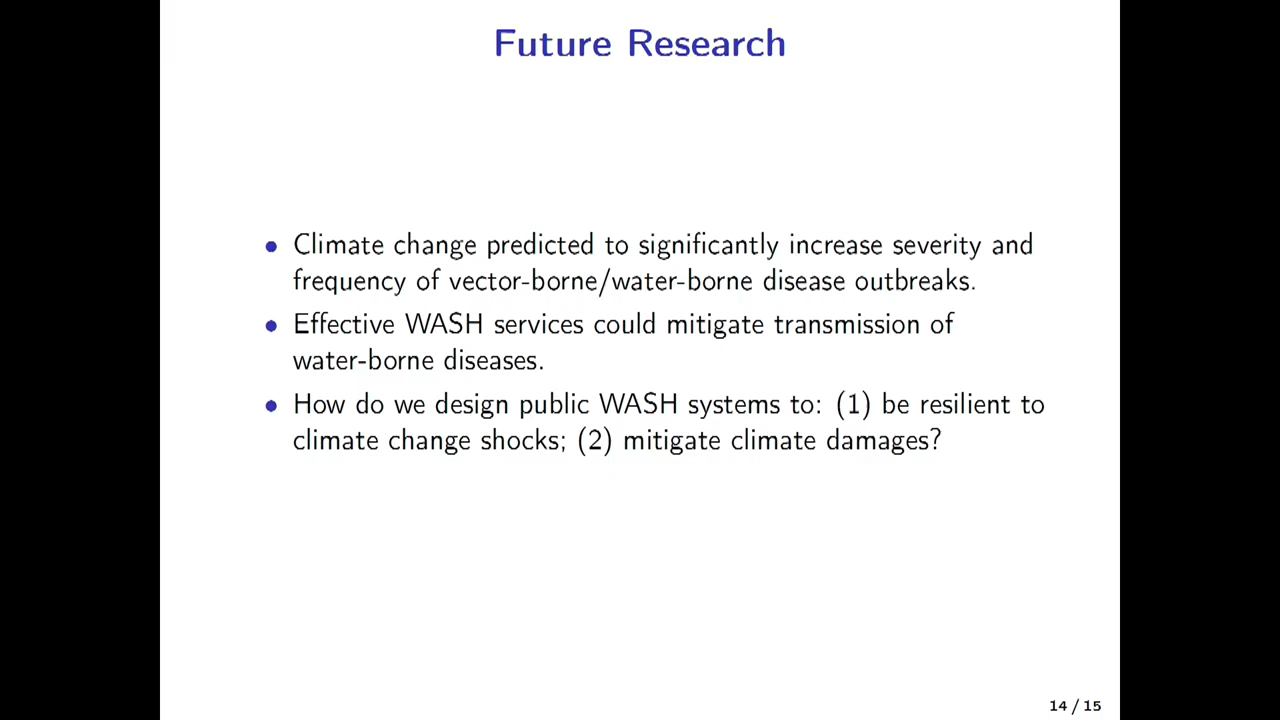 Future Research
• Climate change predicted to significantly increase severity and
frequency of vector-borne/water-borne disease outbreaks.
• Effective WASH services could mitigate transmission of
water-borne diseases.
• How do we design public WASH systems to: (1) be resilient to
climate change shocks; (2) mitigate climate damages?
14 / 15